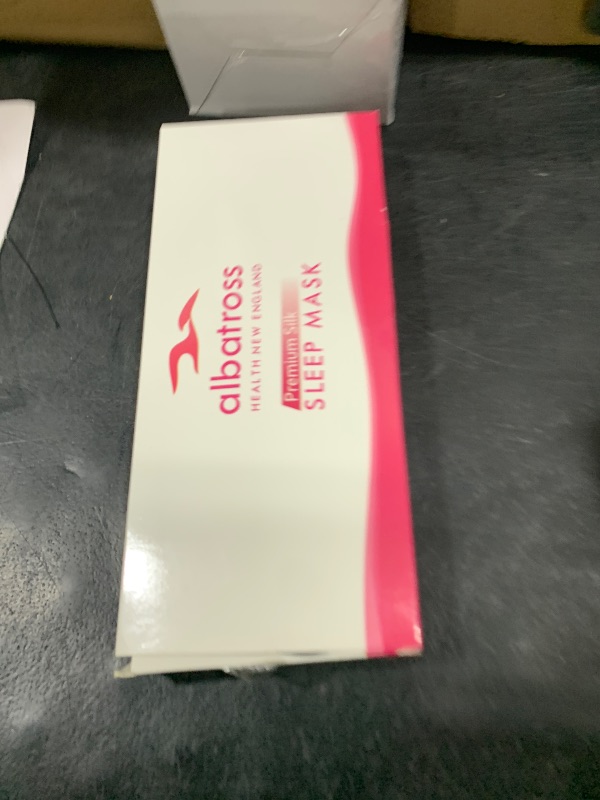 albatross
HEALTH NEW ENGLAND
Premium Silk
SLEEP MASK